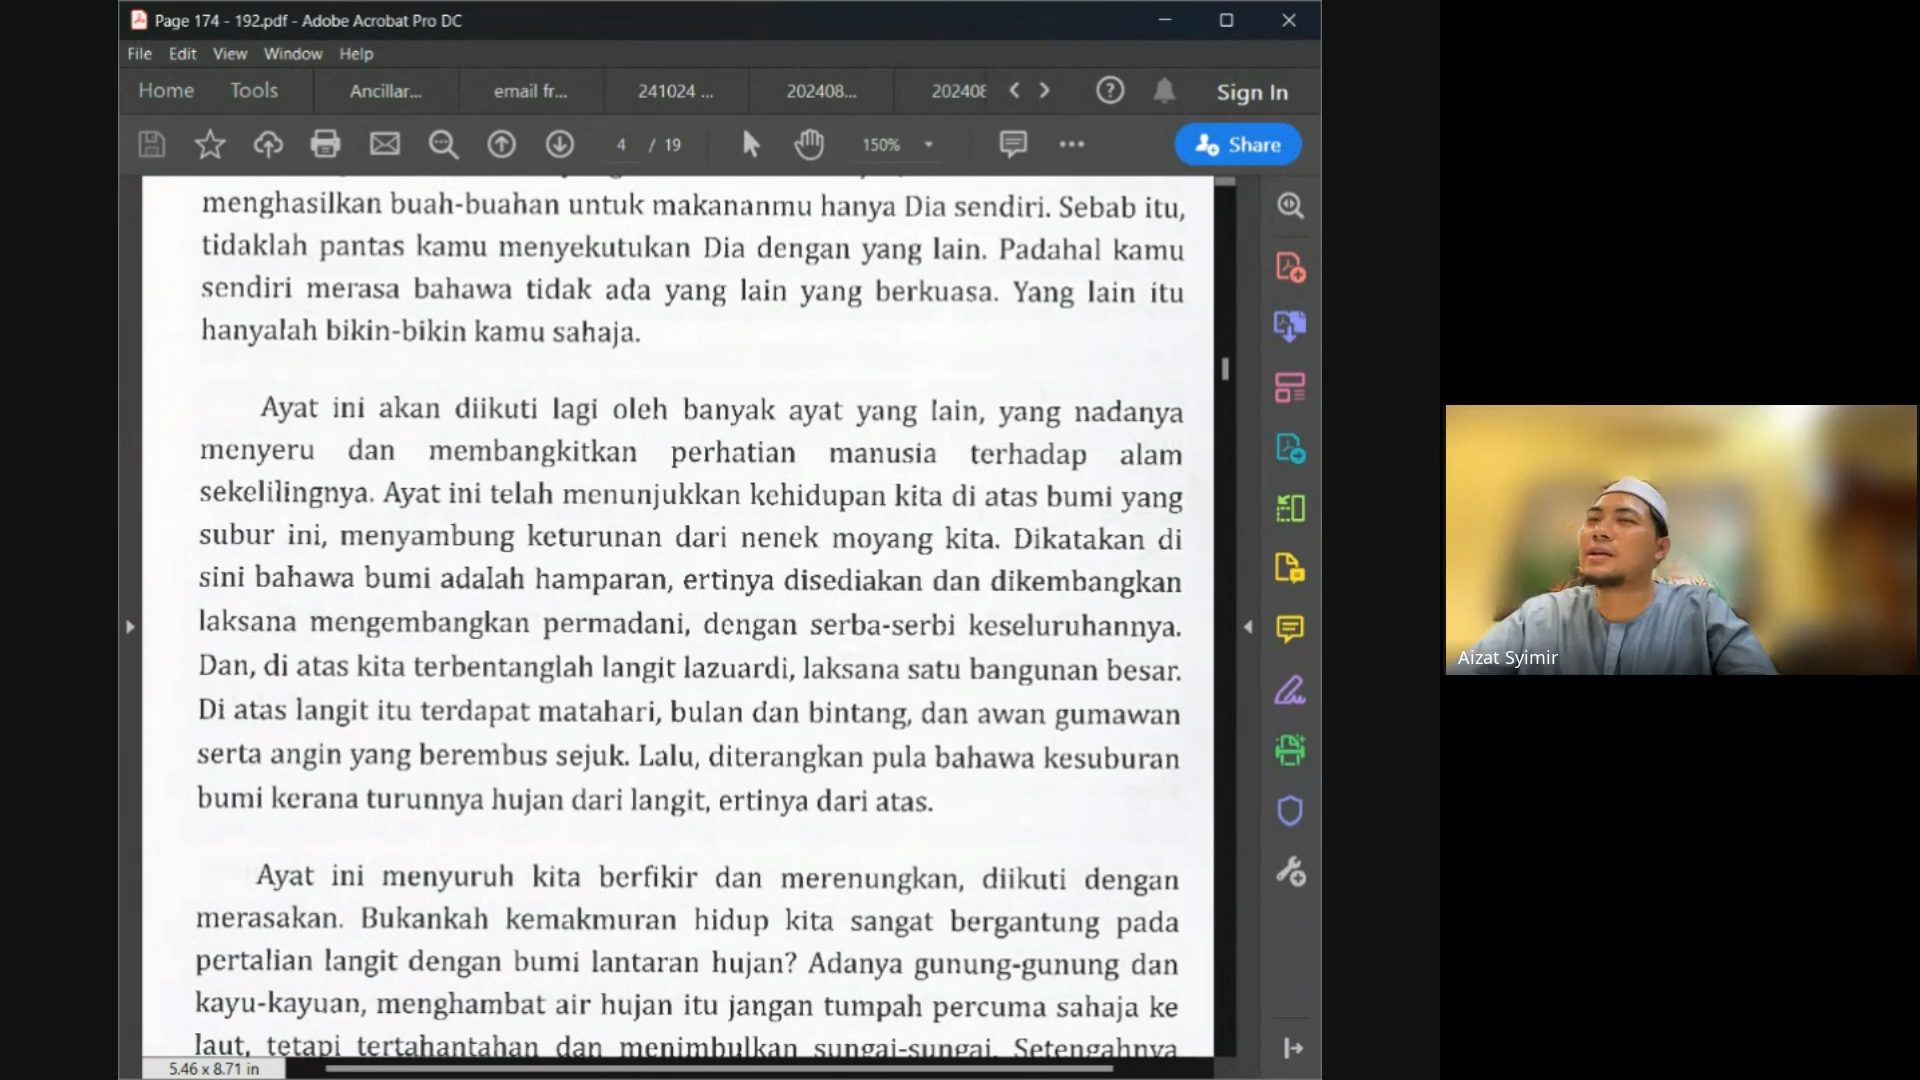 Page 174 - 192.pdf - Adobe Acrobat Pro DC
File Edit View Window Help
Home Tools Ancillar... email fr... 241024 ... 202408... 202408 Sign In
4 / 19 150% Share
menghasilkan buah-buahan untuk makananmu hanya Dia sendiri. Sebab itu,
tidaklah pantas kamu menyekutukan Dia dengan yang lain. Padahal kamu
sendiri merasa bahawa tidak ada yang lain yang berkuasa. Yang lain itu
hanyalah bikin-bikin kamu sahaja.
Ayat ini akan diikuti lagi oleh banyak ayat yang lain, yang nadanya
menyeru dan membangkitkan perhatian manusia terhadap alam
sekelilingnya. Ayat ini telah menunjukkan kehidupan kita di atas bumi yang
subur ini, menyambung keturunan dari nenek moyang kita. Dikatakan di
sini bahawa bumi adalah hamparan, ertinya disediakan dan dikembangkan
laksana mengembangkan permadani, dengan serba-serbi keseluruhannya.
Dan, di atas kita terbentanglah langit lazuardi, laksana satu bangunan besar.
Di atas langit itu terdapat matahari, bulan dan bintang, dan awan gumawan
serta angin yang berembus sejuk. Lalu, diterangkan pula bahawa kesuburan
bumi kerana turunnya hujan dari langit, ertinya dari atas.
Ayat ini menyuruh kita berfikir dan merenungkan, diikuti dengan
merasakan. Bukankah kemakmuran hidup kita sangat bergantung pada
pertalian langit dengan bumi lantaran hujan? Adanya gunung-gunung dan
kayu-kayuan, menghambat air hujan itu jangan tumpah percuma sahaja ke
laut, tetapi tertahantahan dan menimbulkan sungai-sungai. Setengahnya
5.46 x 8.71 in
Aizat Syimir